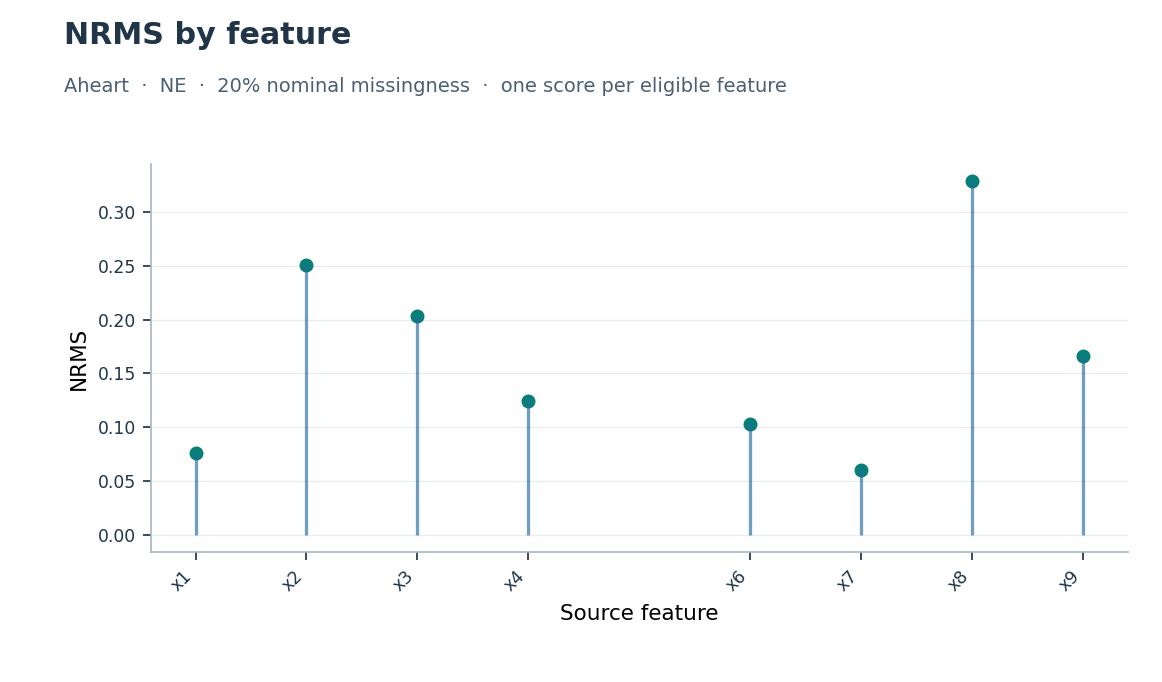 NRMS by feature
Aheart · NE · 20% nominal missingness · one score per eligible feature
0.30
0.25
0.20
0.15
0.10
0.05
0.00
NRMS
x1 x2 x3 x4 x6 x7 x8 x9
Source feature